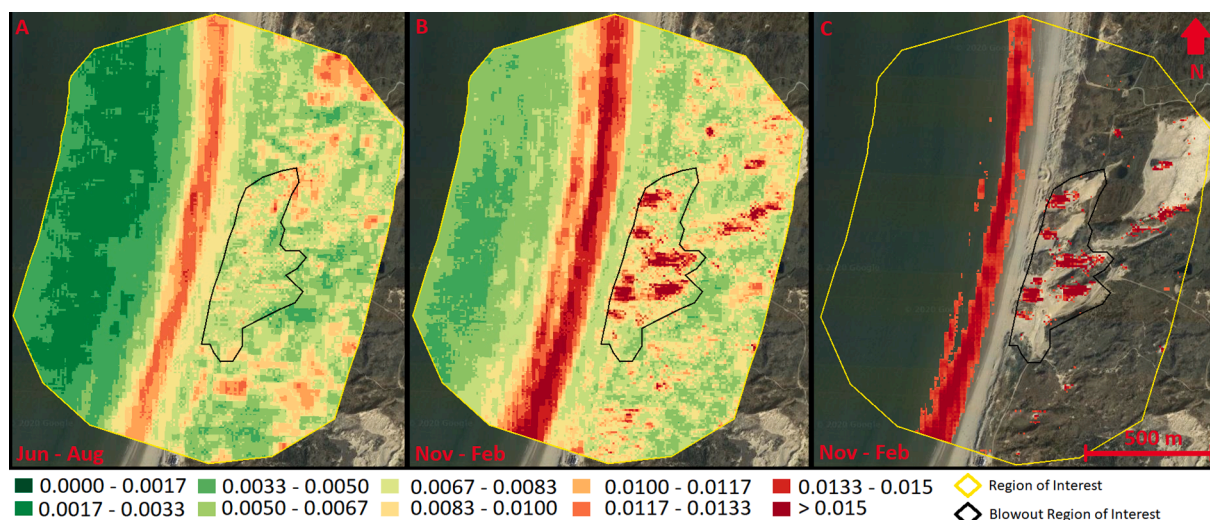 A
B
C
N
Jun - Aug
Nov - Feb
Nov - Feb
500 m
0.0000 - 0.0017
0.0033 - 0.0050
0.0067 - 0.0083
0.0100 - 0.0117
0.0133 - 0.015
Region of Interest
0.0017 - 0.0033
0.0050 - 0.0067
0.0083 - 0.0100
0.0117 - 0.0133
> 0.015
Blowout Region of Interest